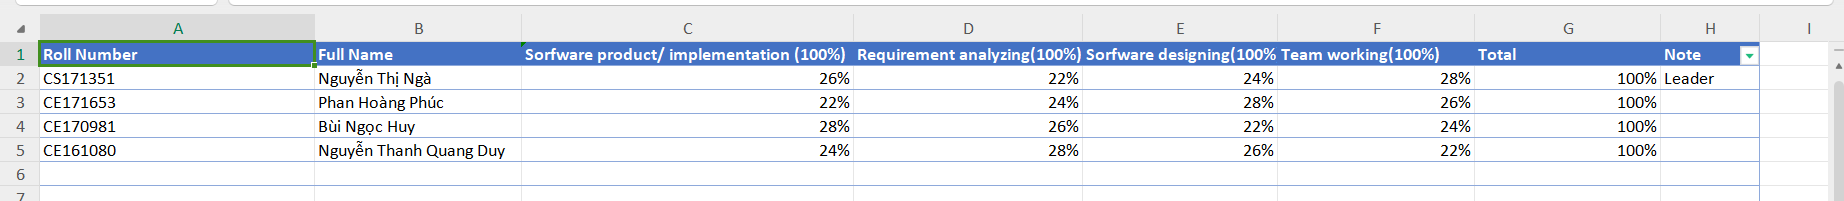 A B C D E F G H I
1 Roll Number Full Name Sorfware product/ implementation (100%) Requirement analyzing(100%) Sorfware designing(100% Team working(100%) Total Note
2 CS171351 Nguyễn Thị Ngà 26% 22% 24% 28% 100% Leader
3 CE171653 Phan Hoàng Phúc 22% 24% 28% 26% 100%
4 CE170981 Bùi Ngọc Huy 28% 26% 22% 24% 100%
5 CE161080 Nguyễn Thanh Quang Duy 24% 28% 26% 22% 100%
6
7